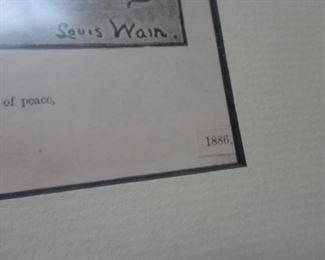 Louis Wain.
of peace,
1886.